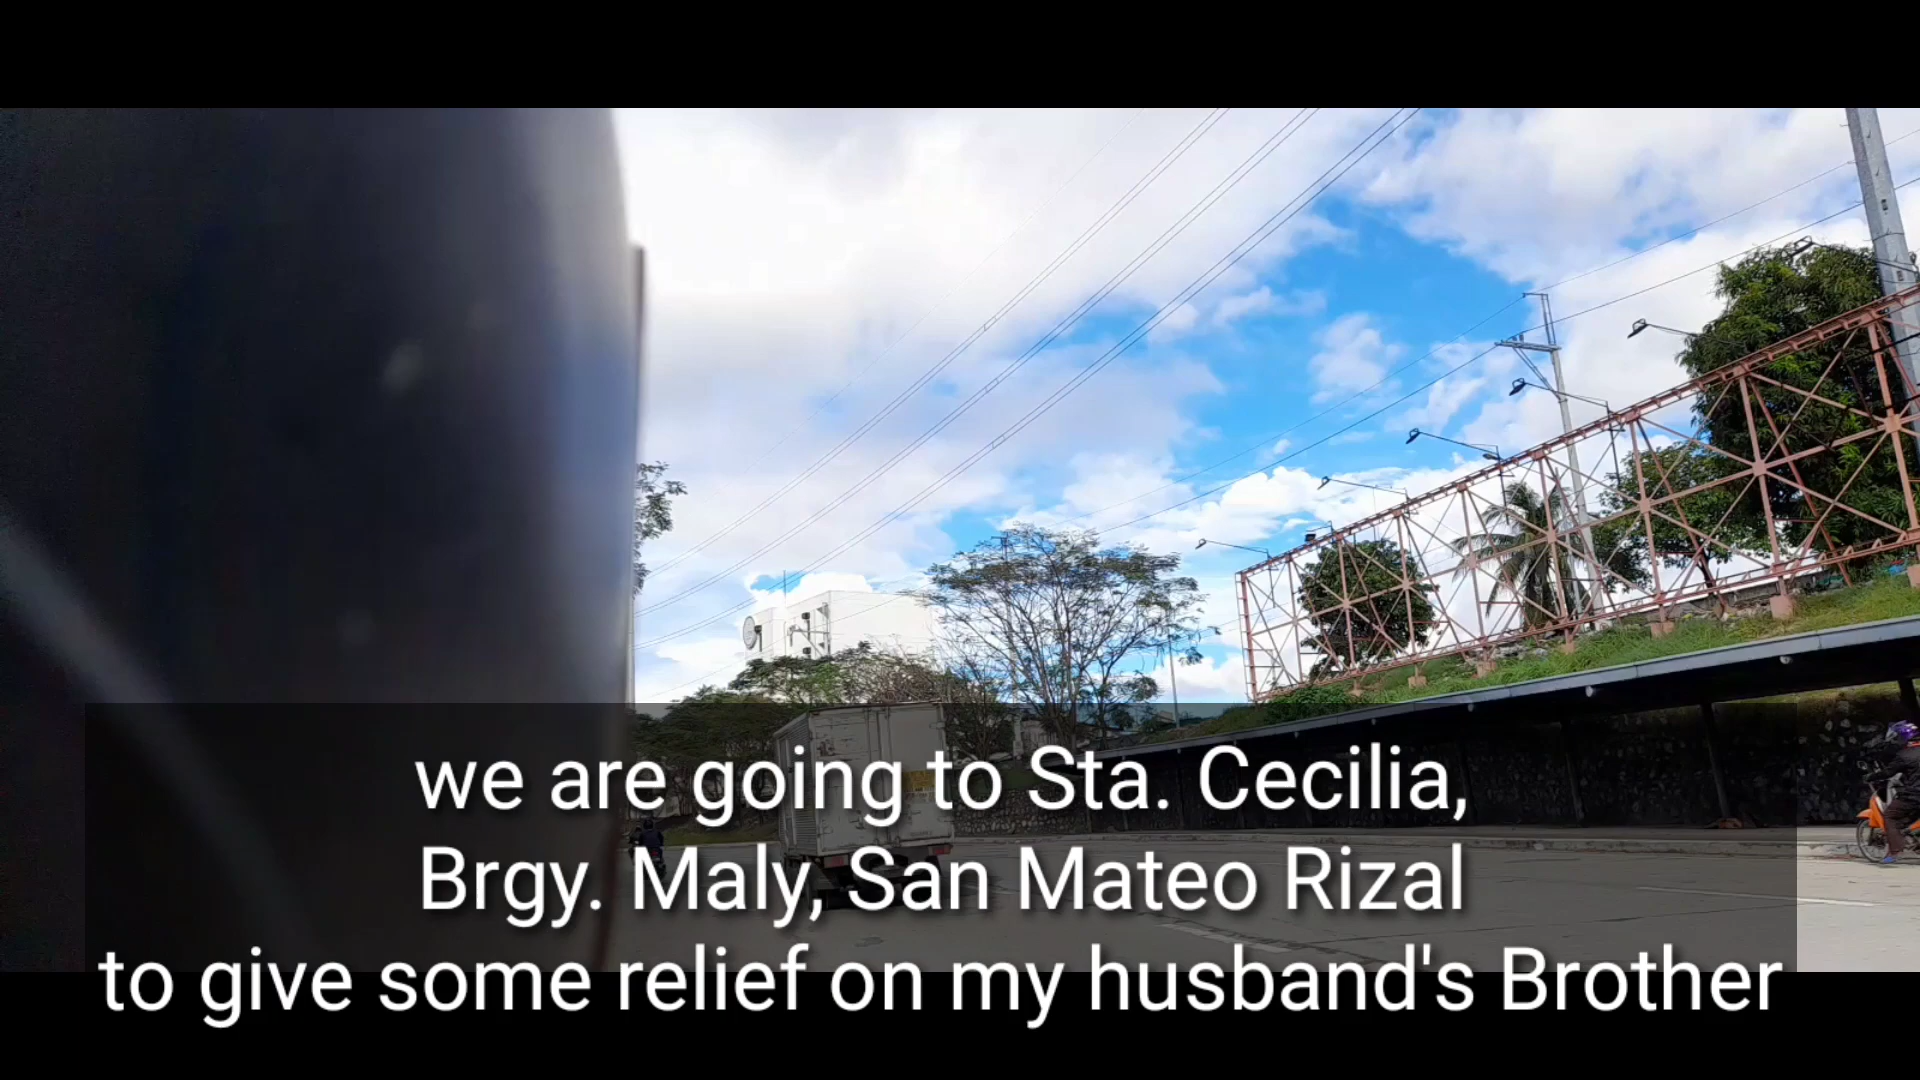 we are going to Sta. Cecilia,
Brgy. Maly, San Mateo Rizal
to give some relief on my husband's Brother